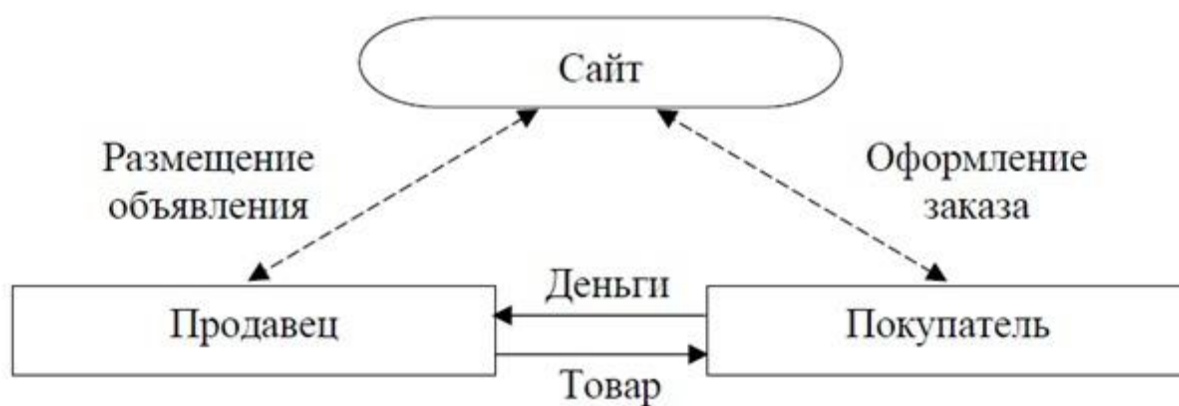 Сайт
Размещение
объявления
Оформление
заказа
Деньги
Продавец
Покупатель
Товар